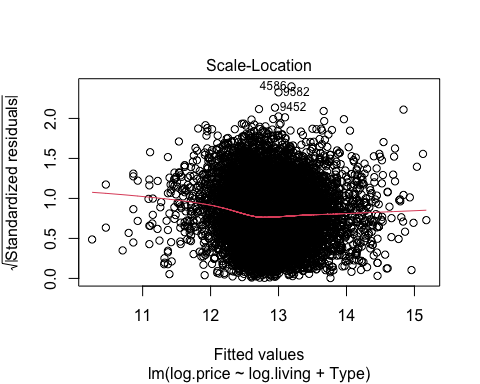 Scale-Location
√|Standardized residuals|
2.0
1.5
1.0
0.5
0.0
4586
9582
9452
11 12 13 14 15
Fitted values
lm(log.price ~ log.living + Type)